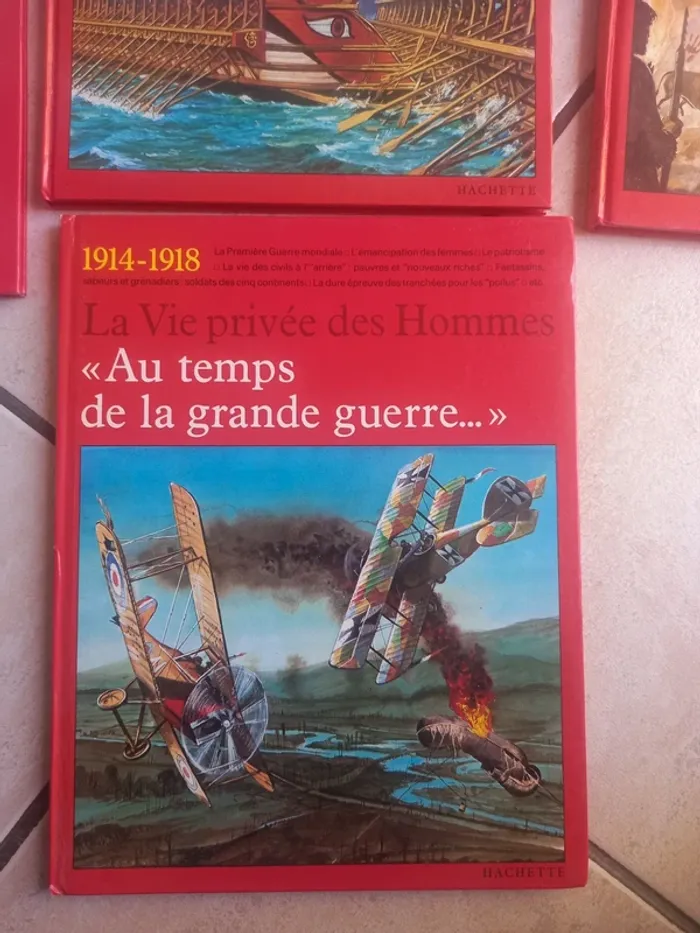 HACHETTE
1914-1918
La Première Guerre mondiale :: L'émancipation des femmes :: Le patriotisme
:: La vie des civils à l'"arrière" : pauvres et "nouveaux riches" :: Fantassins,
aviateurs et grenadiers : soldats des cinq continents :: La dure épreuve des tranchées pour les "poilus"
La Vie privée des Hommes
«Au temps
de la grande guerre...»
HACHETTE